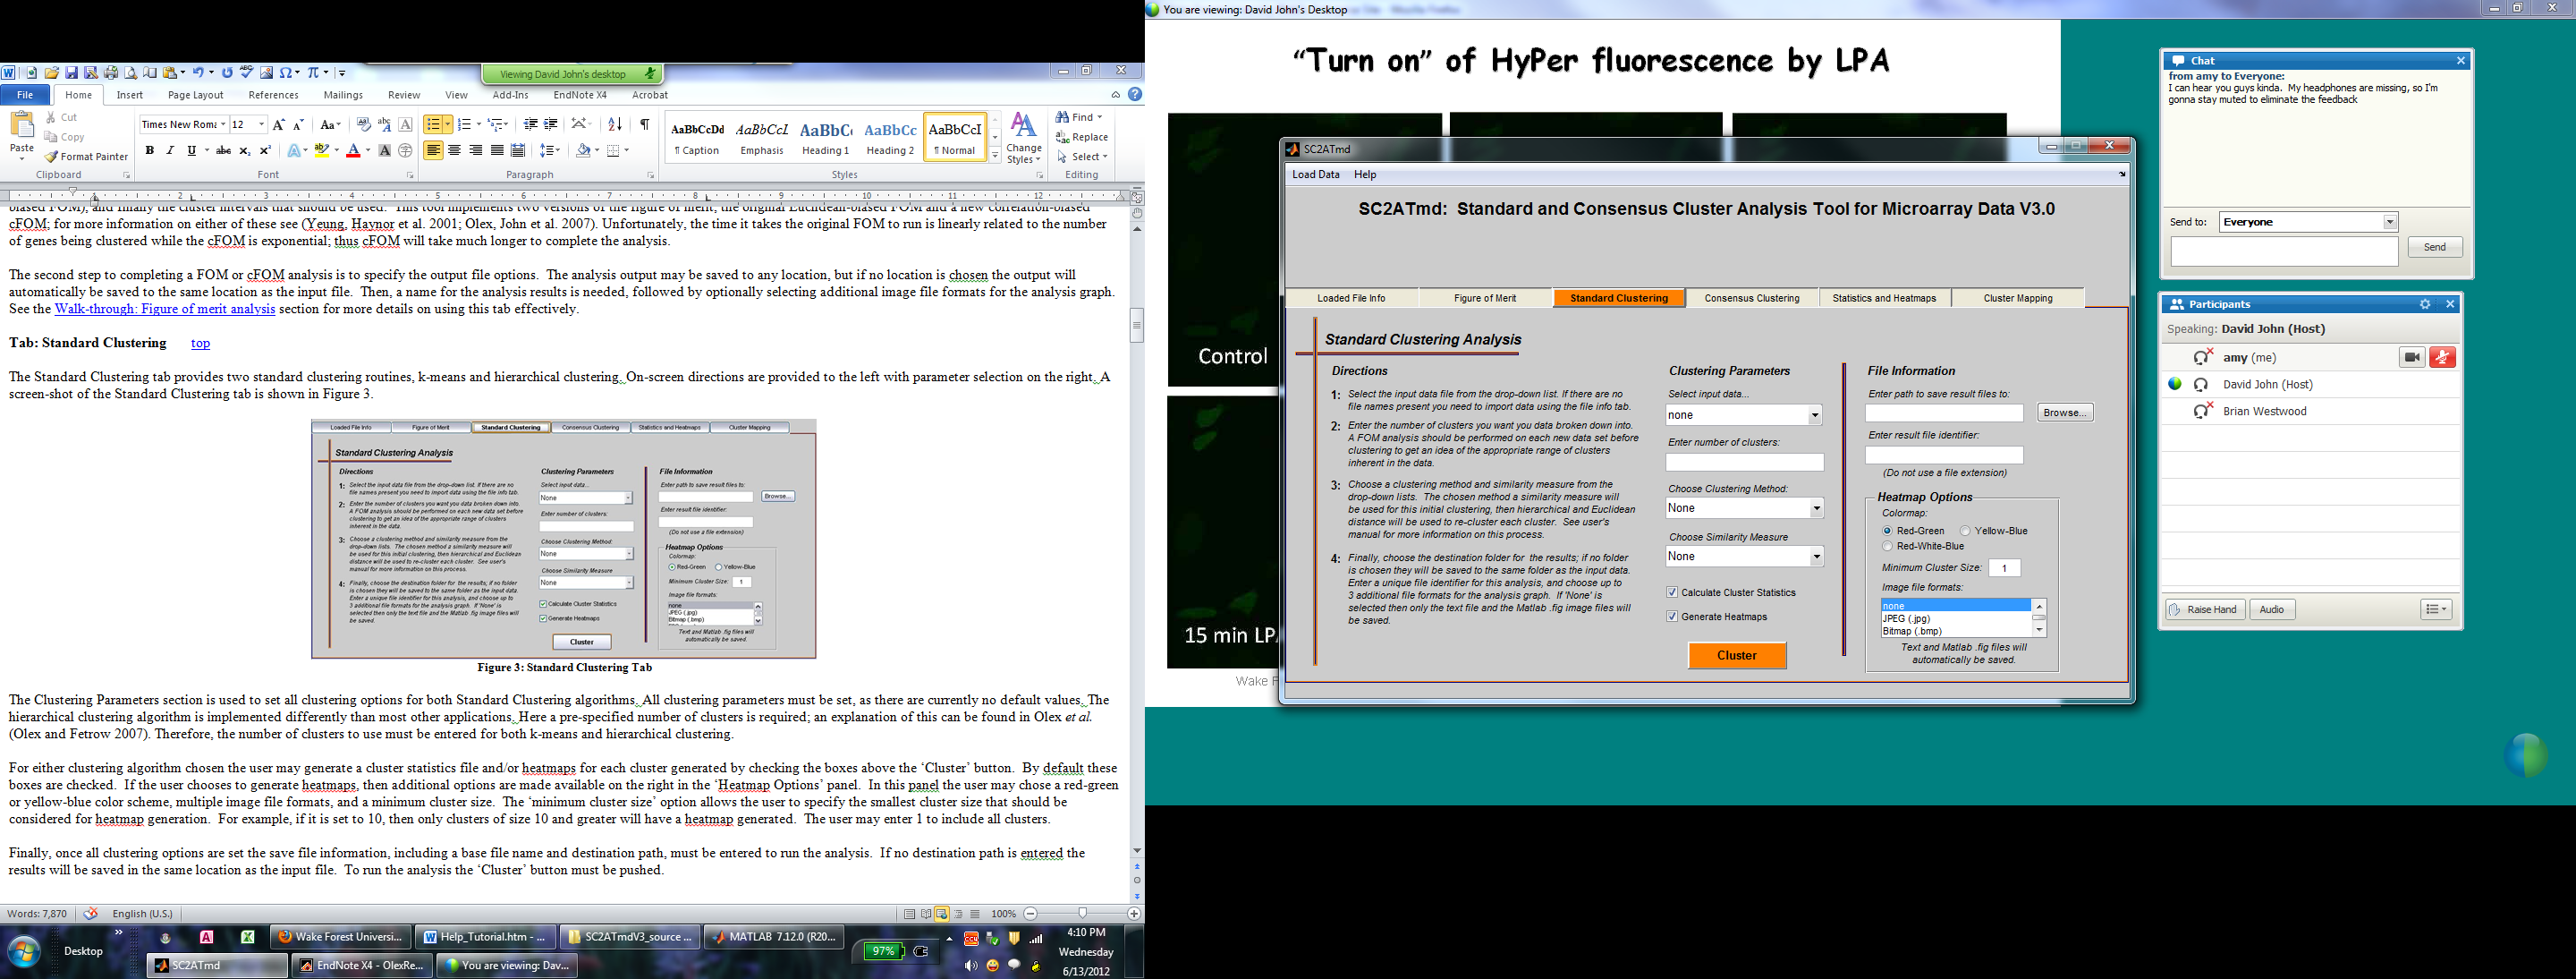 Viewing David John's desktop
File Home Insert Page Layout References Mailings Review View Add-Ins EndNote X4 Acrobat
Paste
Cut
Copy
Format Painter
Clipboard
Times New Roma 12
Font
Paragraph
AaBbCcDd AaBbCcL AaBbC AaBbCc AaBbCcI
¶ Caption Emphasis Heading 1 Heading 2 ¶ Normal
Styles
Change Styles
Find
Replace
Select
Editing
biased FOM), and finally the cluster intervals that should be used. This tool implements two versions of the figure of merit, the original Euclidean-based FOM and a new correlation-biased
cFOM; for more information on either of these see (Yeung, Haynor et al. 2001; Olex, John et al. 2007). Unfortunately, the time it takes the original FOM to run is linearly related to the number
of genes being clustered while the cFOM is exponential; thus cFOM will take much longer to complete the analysis.
The second step to completing a FOM or cFOM analysis is to specify the output file options. The analysis output may be saved to any location, but if no location is chosen the output will
automatically be saved to the same location as the input file. Then, a name for the analysis results is needed, followed by optionally selecting additional image file formats for the analysis graph.
See the Walk-through: Figure of merit analysis section for more details on using this tab effectively.
Tab: Standard Clustering top
The Standard Clustering tab provides two standard clustering routines, k-means and hierarchical clustering. On-screen directions are provided to the left with parameter selection on the right. A
screen-shot of the Standard Clustering tab is shown in Figure 3.
Loaded File Info Figure of Merit Standard Clustering Consensus Clustering Statistics and Heatmaps Cluster Mapping
Standard Clustering Analysis
Directions
1: Select the input data file from the drop-down list. If there are no
file names present you need to import data using the file info tab.
2: Enter the number of clusters you want you data broken down into.
A FOM analysis should be performed on each new data set before
clustering to get an idea of the appropriate range of clusters
inherent in the data.
3: Choose a clustering method and similarity measure from the
drop-down lists. The chosen method a similarity measure will
be used for this initial clustering, then hierarchical and Euclidean
distance will be used to re-cluster each cluster. See user's
manual for more information on this process.
4: Finally, choose the destination folder for the results; if no folder
is chosen they will be saved to the same folder as the input data.
Enter a unique file identifier for this analysis, and choose up to
3 additional file formats for the analysis graph. If 'None' is
selected then only the text file and the Matlab .fig image files will
be saved.
Clustering Parameters
Select input data...
None
Enter number of clusters:
Choose Clustering Method:
None
Choose Similarity Measure
None
Calculate Cluster Statistics
Generate Heatmaps
Cluster
File Information
Enter path to save result files to:
Browse...
Enter result file identifier:
(Do not use a file extension)
Heatmap Options
Colormap:
Red-Green Yellow-Blue
Minimum Cluster Size: 1
Image file formats:
none
JPEG (.jpg)
Bitmap (.bmp)
Text and Matlab .fig files will
automatically be saved.
Figure 3: Standard Clustering Tab
The Clustering Parameters section is used to set all clustering options for both Standard Clustering algorithms. All clustering parameters must be set, as there are currently no default values. The
hierarchical clustering algorithm is implemented differently than most other applications. Here a pre-specified number of clusters is required; an explanation of this can be found in Olex et al.
(Olex and Fetrow 2007). Therefore, the number of clusters to use must be entered for both k-means and hierarchical clustering.
For either clustering algorithm chosen the user may generate a cluster statistics file and/or heatmaps for each cluster generated by checking the boxes above the ‘Cluster’ button. By default these
boxes are checked. If the user chooses to generate heatmaps, then additional options are made available on the right in the ‘Heatmap Options’ panel. In this panel the user may chose a red-green
or yellow-blue color scheme, multiple image file formats, and a minimum cluster size. The ‘minimum cluster size’ option allows the user to specify the smallest cluster size that should be
considered for heatmap generation. For example, if it is set to 10, then only clusters of size 10 and greater will have a heatmap generated. The user may enter 1 to include all clusters.
Finally, once all clustering options are set the save file information, including a base file name and destination path, must be entered to run the analysis. If no destination path is entered the
results will be saved in the same location as the input file. To run the analysis the ‘Cluster’ button must be pushed.
Words: 7,870 English (U.S.) 100%
Desktop
Wake Forest Universi... Help_Tutorial.htm - ... SC2ATmdV3_source ... MATLAB 7.12.0 (R20...
SC2ATmd EndNote X4 - OlexRe... You are viewing: Dav...
97%
4:10 PM
Wednesday
6/13/2012
You are viewing: David John's Desktop
“Turn on” of HyPer fluorescence by LPA
Control
15 min LPA
Wake F
SC2ATmd
Load Data Help
SC2ATmd: Standard and Consensus Cluster Analysis Tool for Microarray Data V3.0
Loaded File Info Figure of Merit Standard Clustering Consensus Clustering Statistics and Heatmaps Cluster Mapping
Standard Clustering Analysis
Directions
1: Select the input data file from the drop-down list. If there are no
file names present you need to import data using the file info tab.
2: Enter the number of clusters you want you data broken down into.
A FOM analysis should be performed on each new data set before
clustering to get an idea of the appropriate range of clusters
inherent in the data.
3: Choose a clustering method and similarity measure from the
drop-down lists. The chosen method a similarity measure will
be used for this initial clustering, then hierarchical and Euclidean
distance will be used to re-cluster each cluster. See user's
manual for more information on this process.
4: Finally, choose the destination folder for the results; if no folder
is chosen they will be saved to the same folder as the input data.
Enter a unique file identifier for this analysis, and choose up to
3 additional file formats for the analysis graph. If 'None' is
selected then only the text file and the Matlab .fig image files will
be saved.
Clustering Parameters
Select input data...
none
Enter number of clusters:
Choose Clustering Method:
None
Choose Similarity Measure
None
Calculate Cluster Statistics
Generate Heatmaps
Cluster
File Information
Enter path to save result files to:
Browse...
Enter result file identifier:
(Do not use a file extension)
Heatmap Options
Colormap:
Red-Green Yellow-Blue
Red-White-Blue
Minimum Cluster Size: 1
Image file formats:
none
JPEG (.jpg)
Bitmap (.bmp)
Text and Matlab .fig files will
automatically be saved.
Chat
from amy to Everyone:
I can hear you guys kinda. My headphones are missing, so I'm
gonna stay muted to eliminate the feedback
Send to: Everyone
Send
Participants
Speaking: David John (Host)
amy (me)
David John (Host)
Brian Westwood
Raise Hand Audio